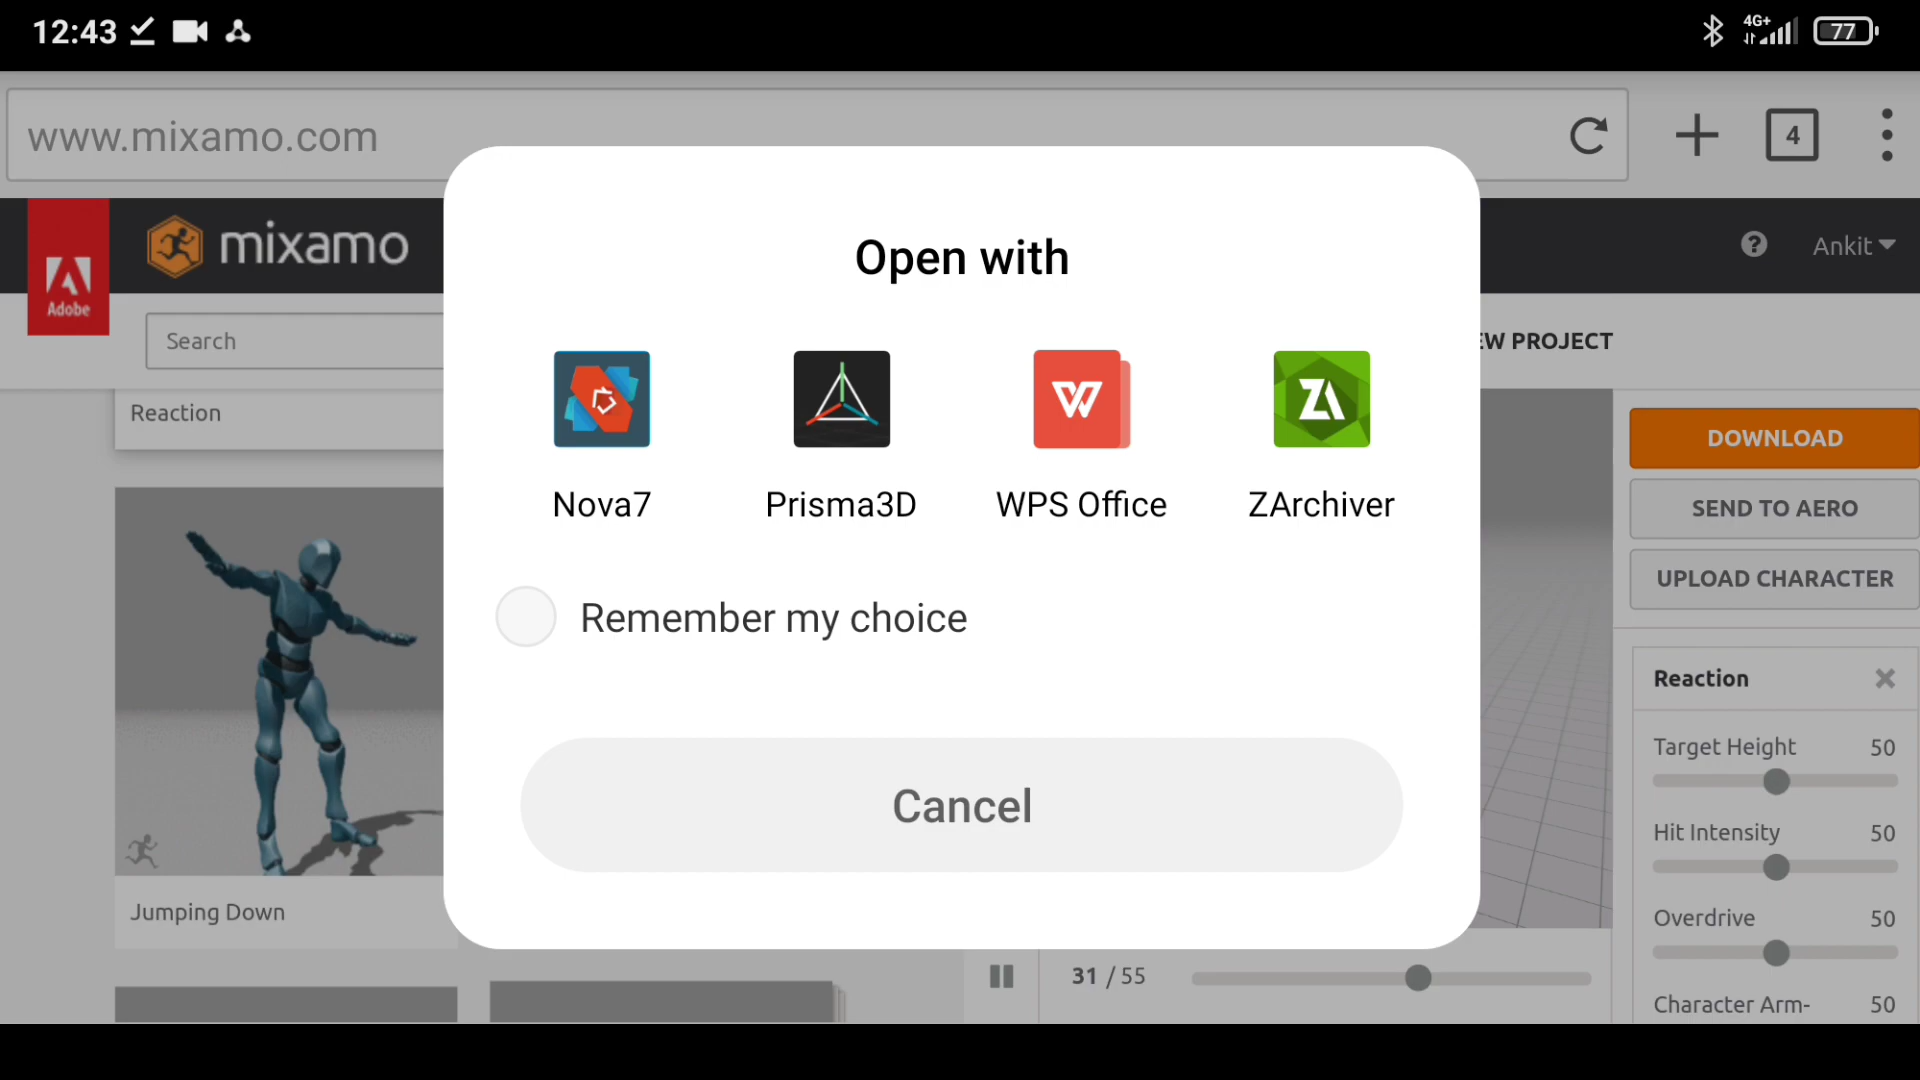 12:43
4G+
77
www.mixamo.com
4
Adobe
mixamo
?
Ankit
Search
EW PROJECT
Open with
Nova7
Prisma3D
WPS Office
ZArchiver
Remember my choice
Cancel
Reaction
Jumping Down
31 / 55
DOWNLOAD
SEND TO AERO
UPLOAD CHARACTER
Reaction
Target Height 50
Hit Intensity 50
Overdrive 50
Character Arm- 50